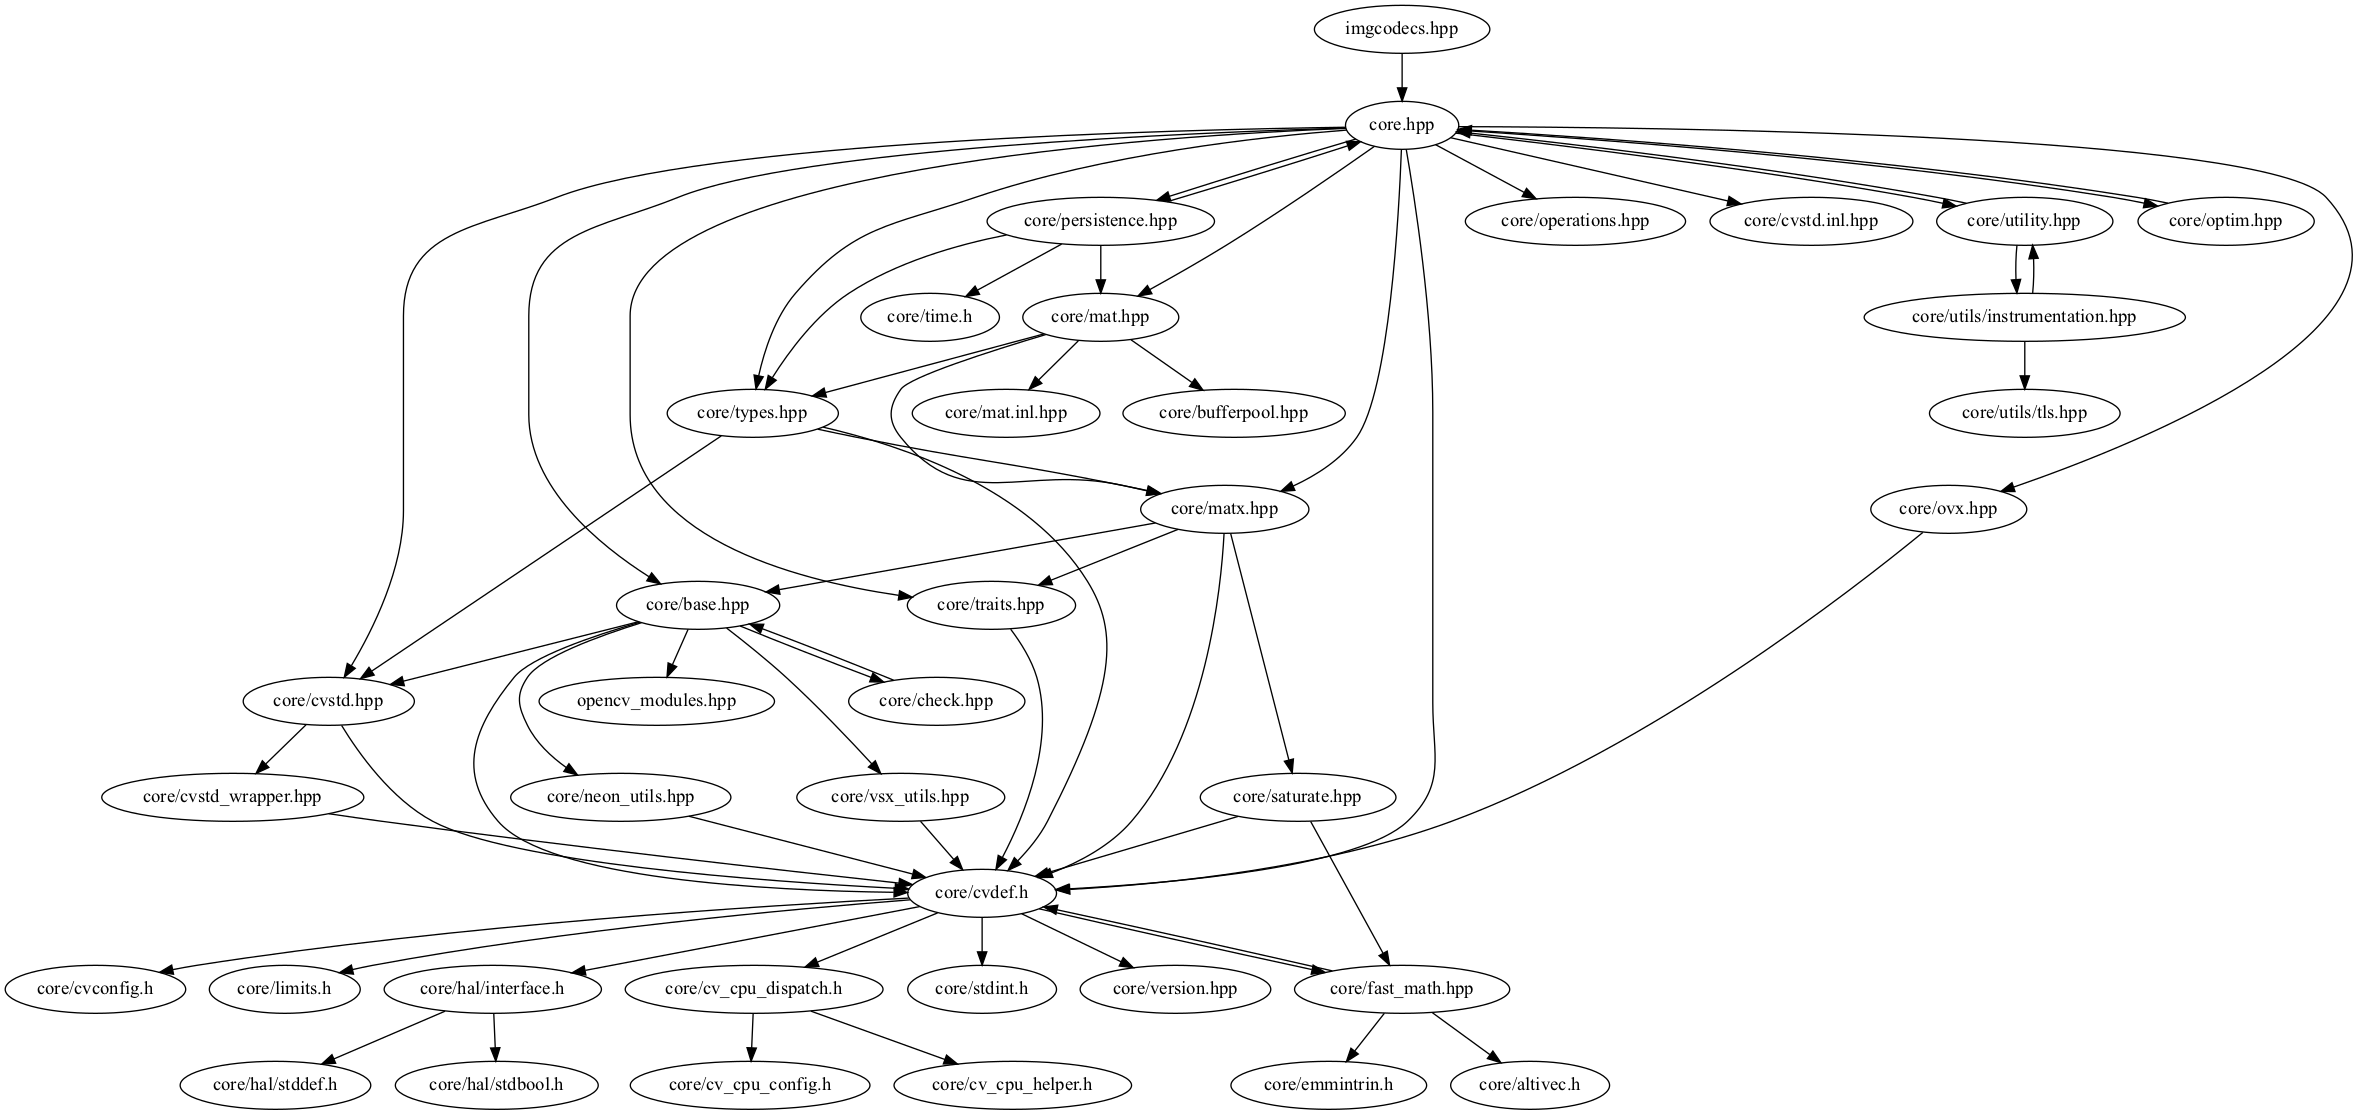 imgcodecs.hpp
core.hpp
core/persistence.hpp
core/operations.hpp
core/cvstd.inl.hpp
core/utility.hpp
core/optim.hpp
core/time.h
core/mat.hpp
core/utils/instrumentation.hpp
core/types.hpp
core/mat.inl.hpp
core/bufferpool.hpp
core/utils/tls.hpp
core/matx.hpp
core/ovx.hpp
core/base.hpp
core/traits.hpp
core/cvstd.hpp
opencv_modules.hpp
core/check.hpp
core/cvstd_wrapper.hpp
core/neon_utils.hpp
core/vsx_utils.hpp
core/saturate.hpp
core/cvdef.h
core/cvconfig.h
core/limits.h
core/hal/interface.h
core/cv_cpu_dispatch.h
core/stdint.h
core/version.hpp
core/fast_math.hpp
core/hal/stddef.h
core/hal/stdbool.h
core/cv_cpu_config.h
core/cv_cpu_helper.h
core/emmintrin.h
core/altivec.h